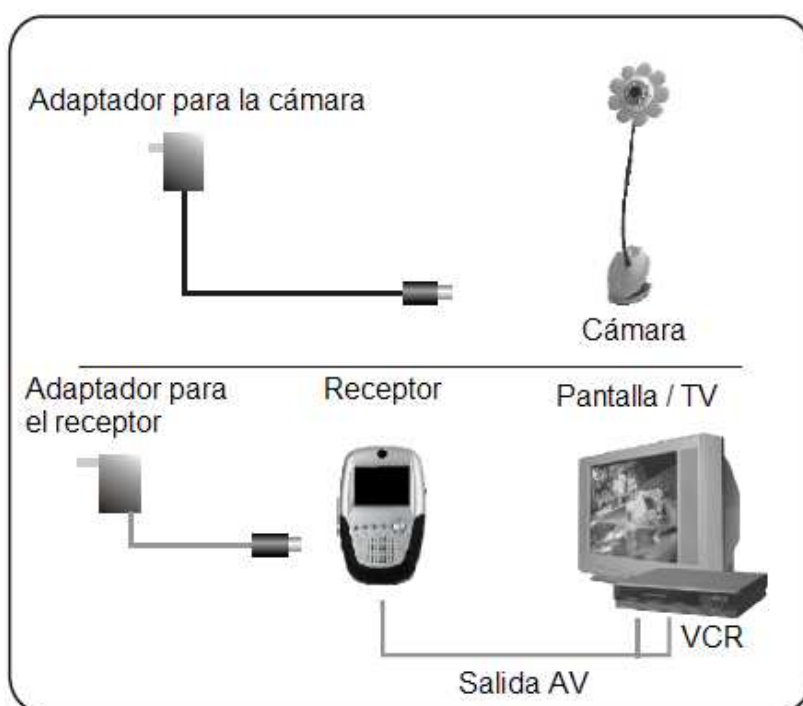 Adaptador para la cámara
Cámara
Adaptador para
el receptor
Receptor
Pantalla / TV
VCR
Salida AV